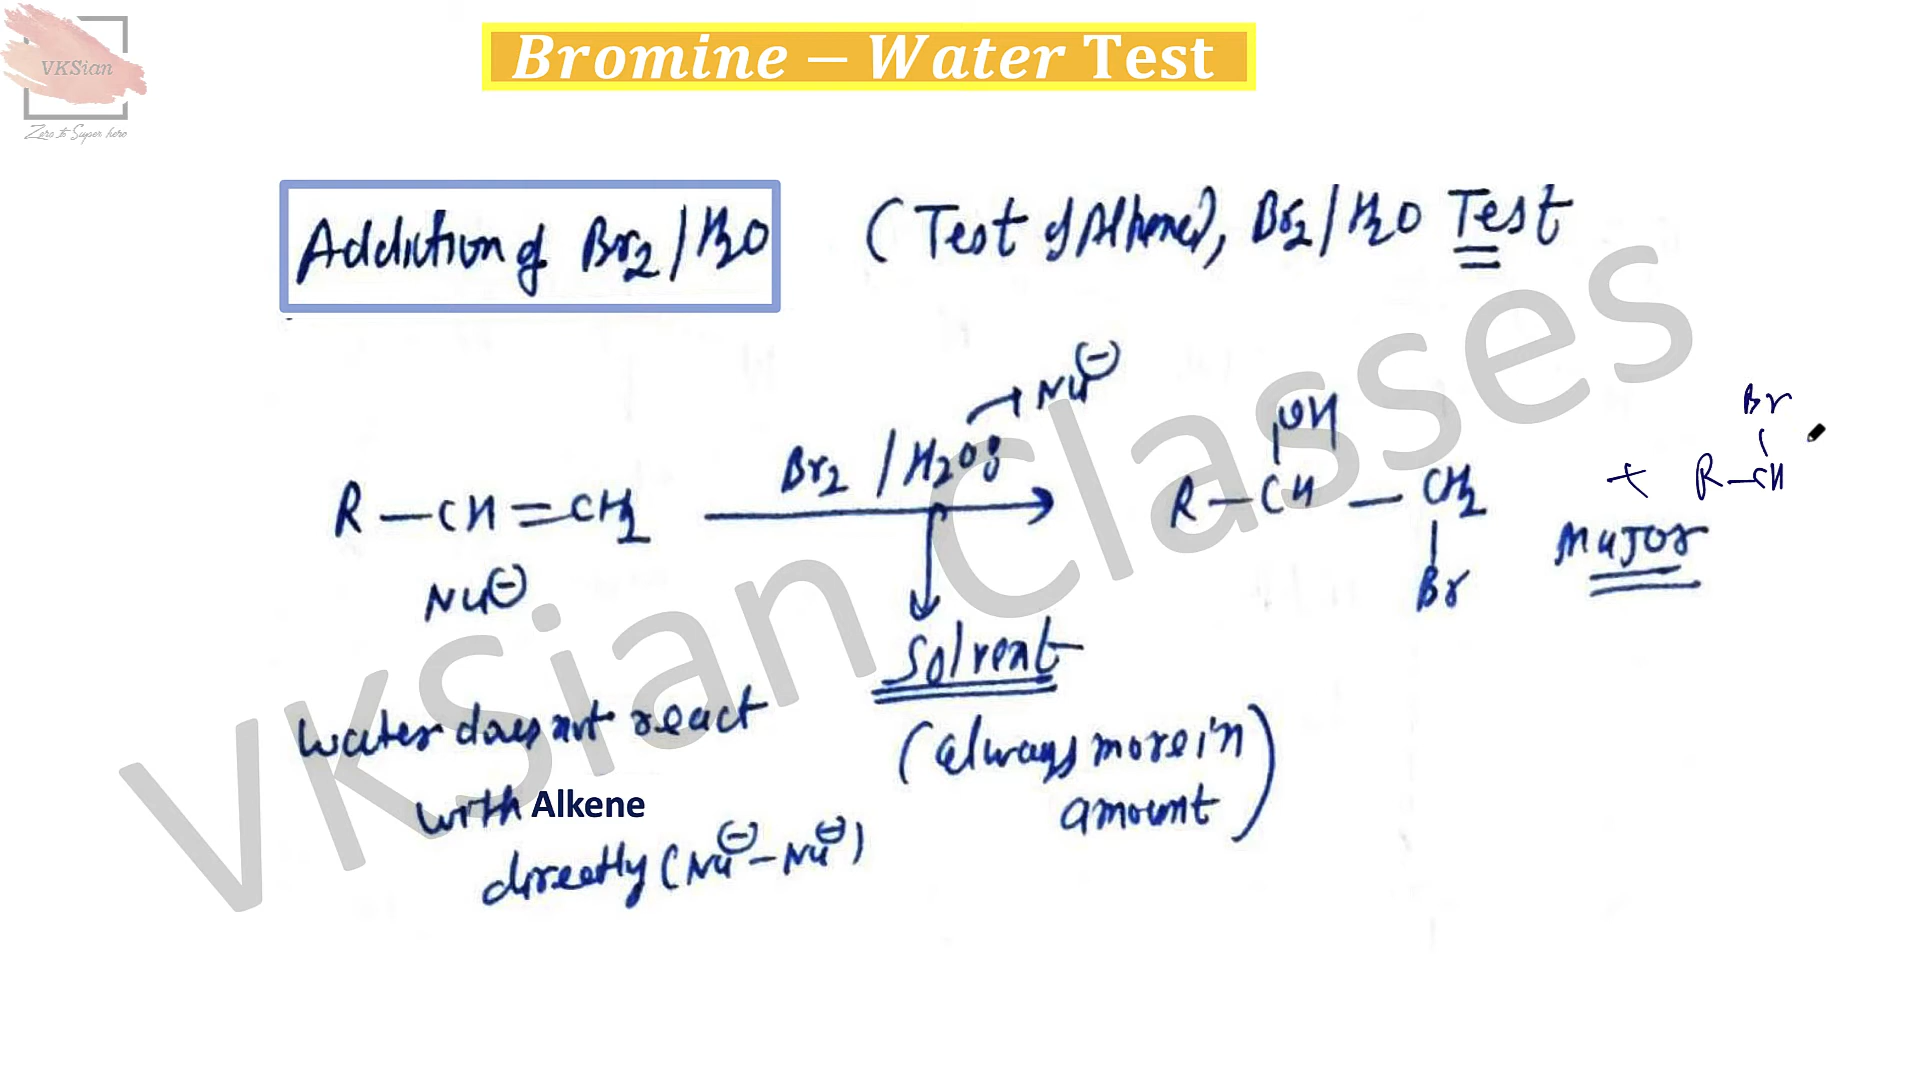 VKSian
Zero to Super hero
Bromine – Water Test
Addition of Br2/H2O (Test of Alkene), Br2/H2O Test
Nu⊖
Br2 / H2O:
R—CH=CH2
Nu⊖
OH
R—CH—CH2
Br
Major
+ R—CH
Br
Solvent
(always more in
amount)
Water does not react
with Alkene
directly (Nu⊖–Nu⊖)
VKSian Classes